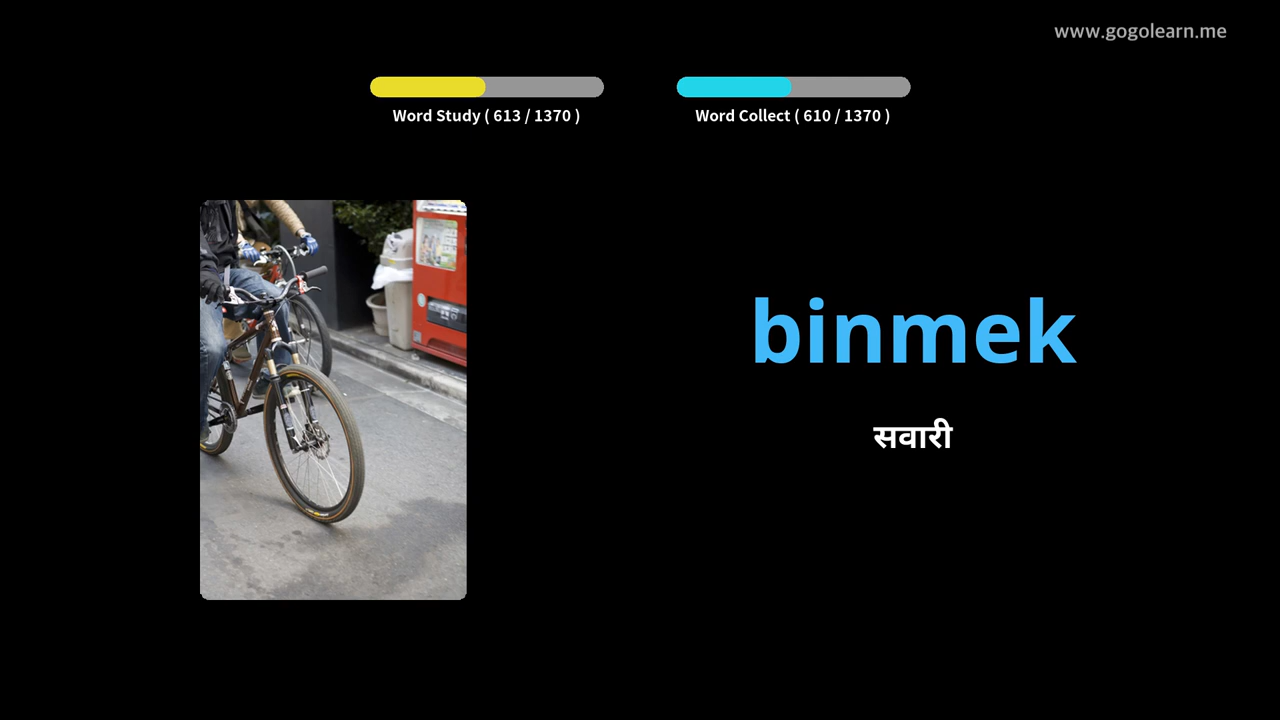 www.gogolearn.me
Word Study ( 613 / 1370 )
Word Collect ( 610 / 1370 )
binmek
सवारी